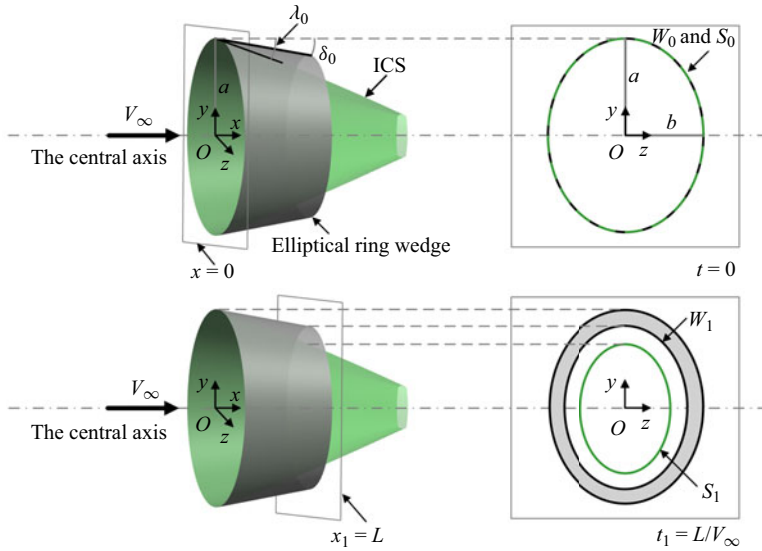 λ0
δ0
ICS
a
V∞
y
x
O
z
The central axis
Elliptical ring wedge
x = 0
W0 and S0
a
y
b
O
z
t = 0
V∞
y
x
O
z
The central axis
x1 = L
W1
y
O
z
S1
t1 = L/V∞